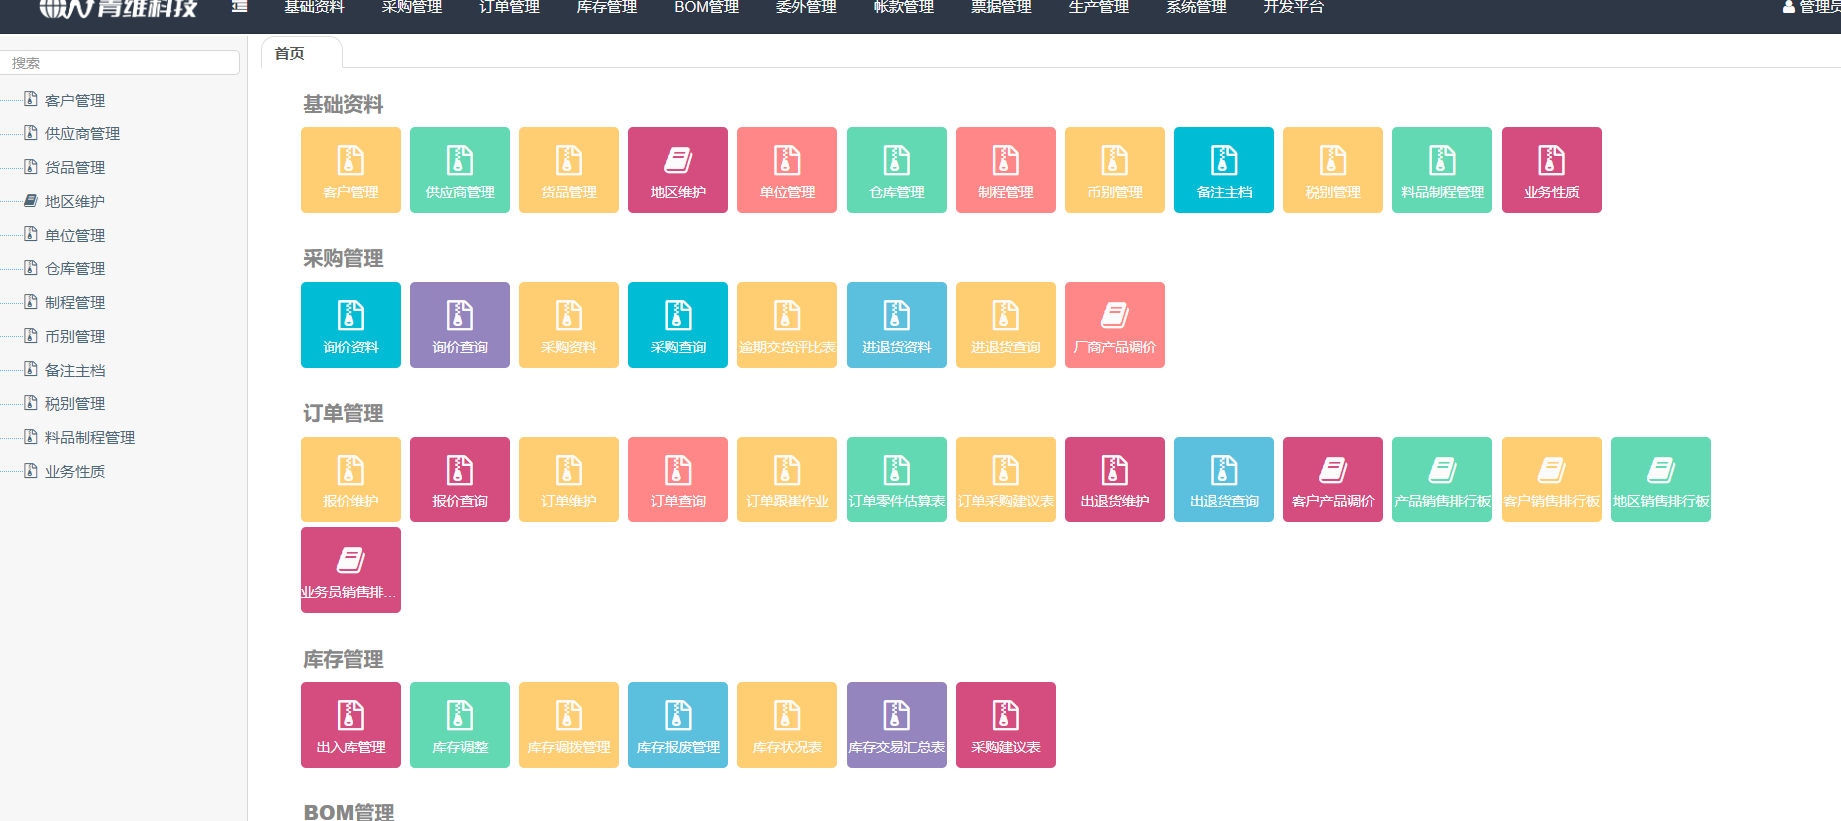 青维科技
基础资料 采购管理 订单管理 库存管理 BOM管理 委外管理 帐款管理 票据管理 生产管理 系统管理 开发平台 管理员
搜索
客户管理
供应商管理
货品管理
地区维护
单位管理
仓库管理
制程管理
币别管理
备注主档
税别管理
料品制程管理
业务性质
首页
基础资料
客户管理 供应商管理 货品管理 地区维护 单位管理 仓库管理 制程管理 币别管理 备注主档 税别管理 料品制程管理 业务性质
采购管理
询价资料 询价查询 采购资料 采购查询 逾期交货评比表 进退货资料 进退货查询 厂商产品调价
订单管理
报价维护 报价查询 订单维护 订单查询 订单跟崔作业 订单零件估算表 订单采购建议表 出退货维护 出退货查询 客户产品调价 产品销售排行板 客户销售排行板 地区销售排行板
业务员销售排...
库存管理
出入库管理 库存调整 库存调拨管理 库存报废管理 库存状况表 库存交易汇总表 采购建议表
BOM管理